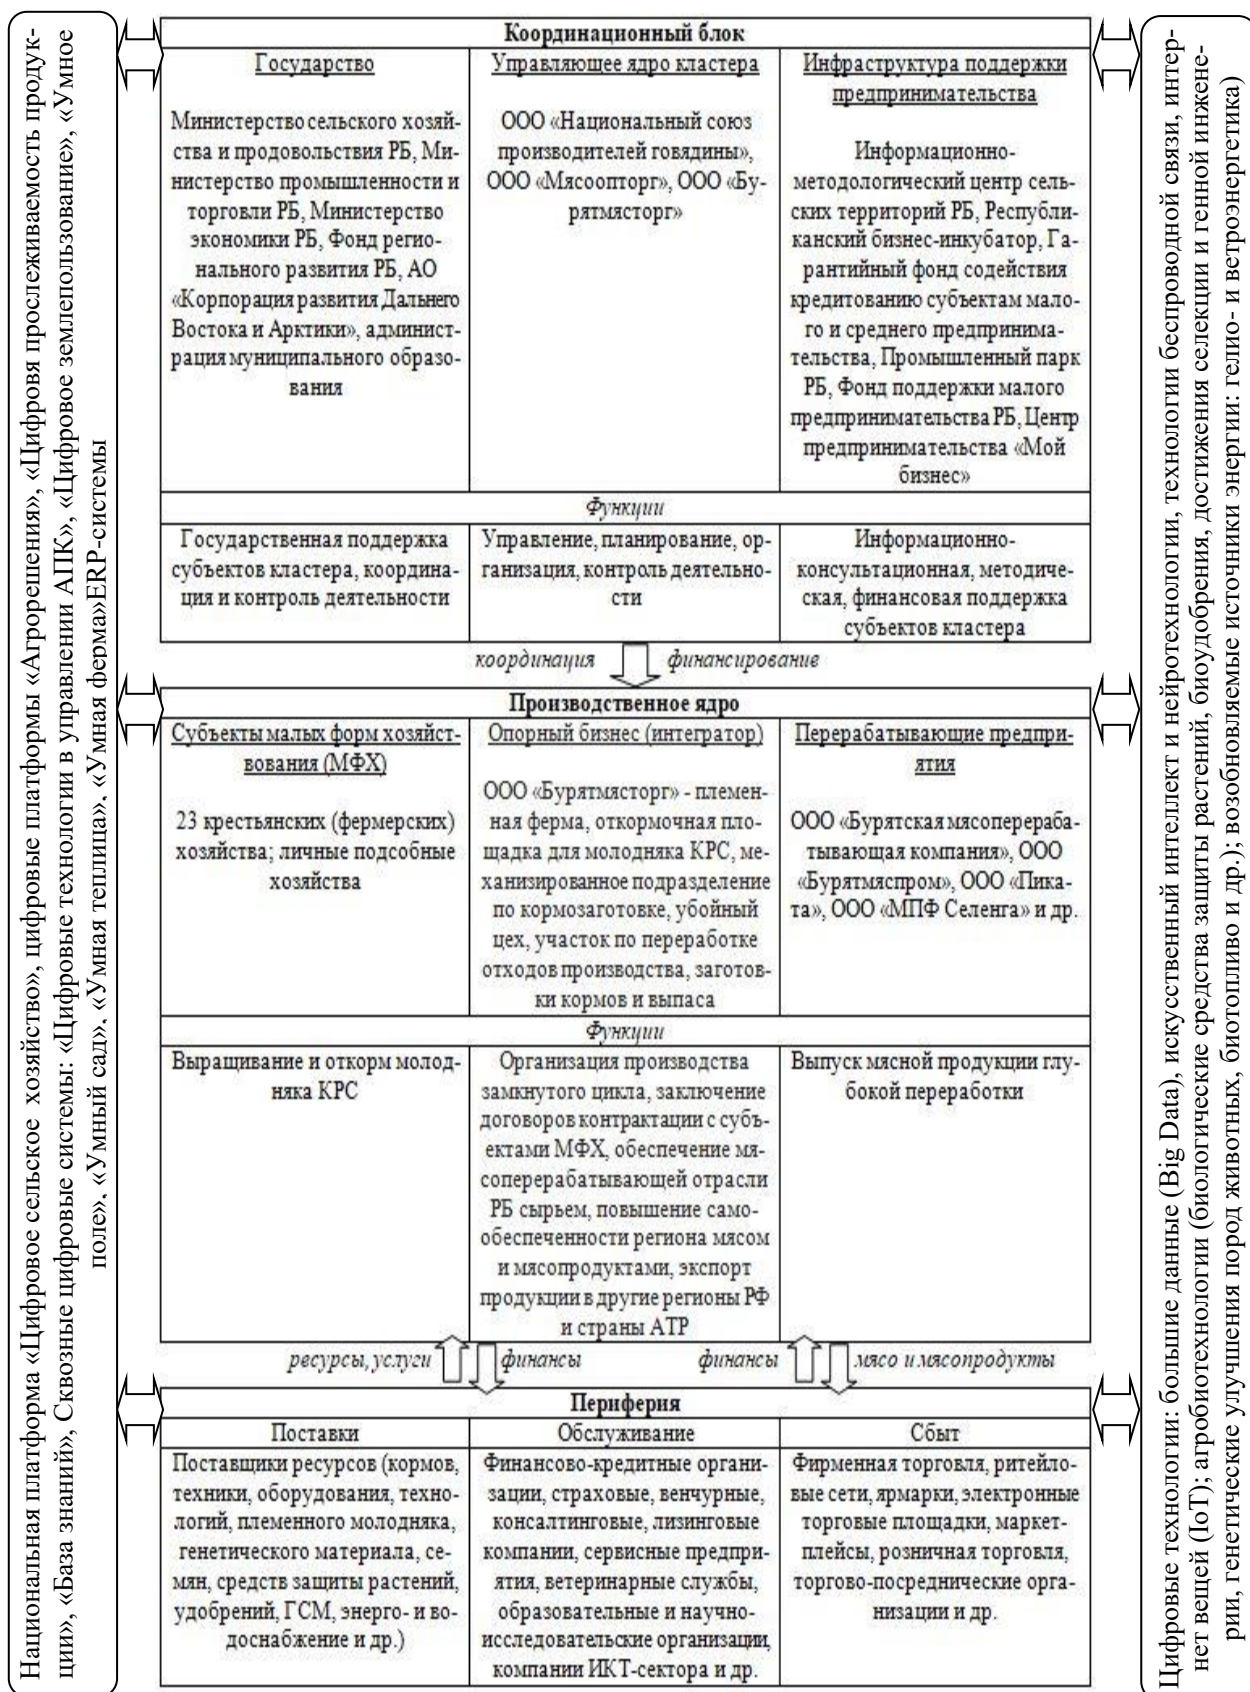 Национальная платформа «Цифровое сельское хозяйство», цифровые платформы «Агрорешения», «Цифровя прослеживаемость продук-
ции», «База знаний», Сквозные цифровые системы: «Цифровые технологии в управлении АПК», «Цифровое землепользование», «Умное
поле», «Умный сад», «Умная теплица», «Умная ферма»ERP-системы
Координационный блок
Государство
Министерство сельского хозяй-
ства и продовольствия РБ, Ми-
нистерство промышленности и
торговли РБ, Министерство
экономики РБ, Фонд регио-
нального развития РБ, АО
«Корпорация развития Дальнего
Востока и Арктики», админист-
рация муниципального образо-
вания
Управляющее ядро кластера
ООО «Национальный союз
производителей говядины»,
ООО «Мясоопторг», ООО «Бу-
рятмясторг»
Инфраструктура поддержки
предпринимательства
Информационно-
методологический центр сель-
ских территорий РБ, Республи-
канский бизнес-инкубатор, Га-
рантийный фонд содействия
кредитованию субъектам мало-
го и среднего предпринима-
тельства, Промышленный парк
РБ, Фонд поддержки малого
предпринимательства РБ, Центр
предпринимательства «Мой
бизнес»
Функции
Государственная поддержка
субъектов кластера, координа-
ция и контроль деятельности
Управление, планирование, ор-
ганизация, контроль деятельно-
сти
Информационно-
консультационная, методиче-
ская, финансовая поддержка
субъектов кластера
координация
финансирование
Производственное ядро
Субъекты малых форм хозяйст-
вования (МФХ)
23 крестьянских (фермерских)
хозяйства; личные подсобные
хозяйства
Опорный бизнес (интегратор)
ООО «Бурятмясторг» - племен-
ная ферма, откормочная пло-
щадка для молодняка КРС, ме-
ханизированное подразделение
по кормозаготовке, убойный
цех, участок по переработке
отходов производства, заготов-
ки кормов и выпаса
Перерабатывающие предпри-
ятия
ООО «Бурятская мясоперераба-
тывающая компания», ООО
«Бурятмяспром», ООО «Пика-
та», ООО «МПФ Селенга» и др.
Функции
Выращивание и откорм молод-
няка КРС
Организация производства
замкнутого цикла, заключение
договоров контрактации с субъ-
ектами МФХ, обеспечение мя-
соперерабатывающей отрасли
РБ сырьем, повышение само-
обеспеченности региона мясом
и мясопродуктами, экспорт
продукции в другие регионы РФ
и страны АТР
Выпуск мясной продукции глу-
бокой переработки
ресурсы, услуги
финансы
финансы
мясо и мясопродукты
Периферия
Поставки
Поставщики ресурсов (кормов,
техники, оборудования, техно-
логий, племенного молодняка,
генетического материала, се-
мян, средств защиты растений,
удобрений, ГСМ, энерго- и во-
доснабжение и др.)
Обслуживание
Финансово-кредитные органи-
зации, страховые, венчурные,
консалтинговые, лизинговые
компании, сервисные предпри-
ятия, ветеринарные службы,
образовательные и научно-
исследовательские организации,
компании ИКТ-сектора и др.
Сбыт
Фирменная торговля, ритейло-
вые сети, ярмарки, электронные
торговые площадки, маркет-
плейсы, розничная торговля,
торгово-посреднические орга-
низации и др.
Цифровые технологии: большие данные (Big Data), искусственный интеллект и нейротехнологии, технологии беспроводной связи, интер-
нет вещей (IoT); агробиотехнологии (биологические средства защиты растений, биоудобрения, достижения селекции и генной инжене-
рии, генетические улучшения пород животных, биотопливо и др.); возобновляемые источники энергии: гелио- и ветроэнергетика)